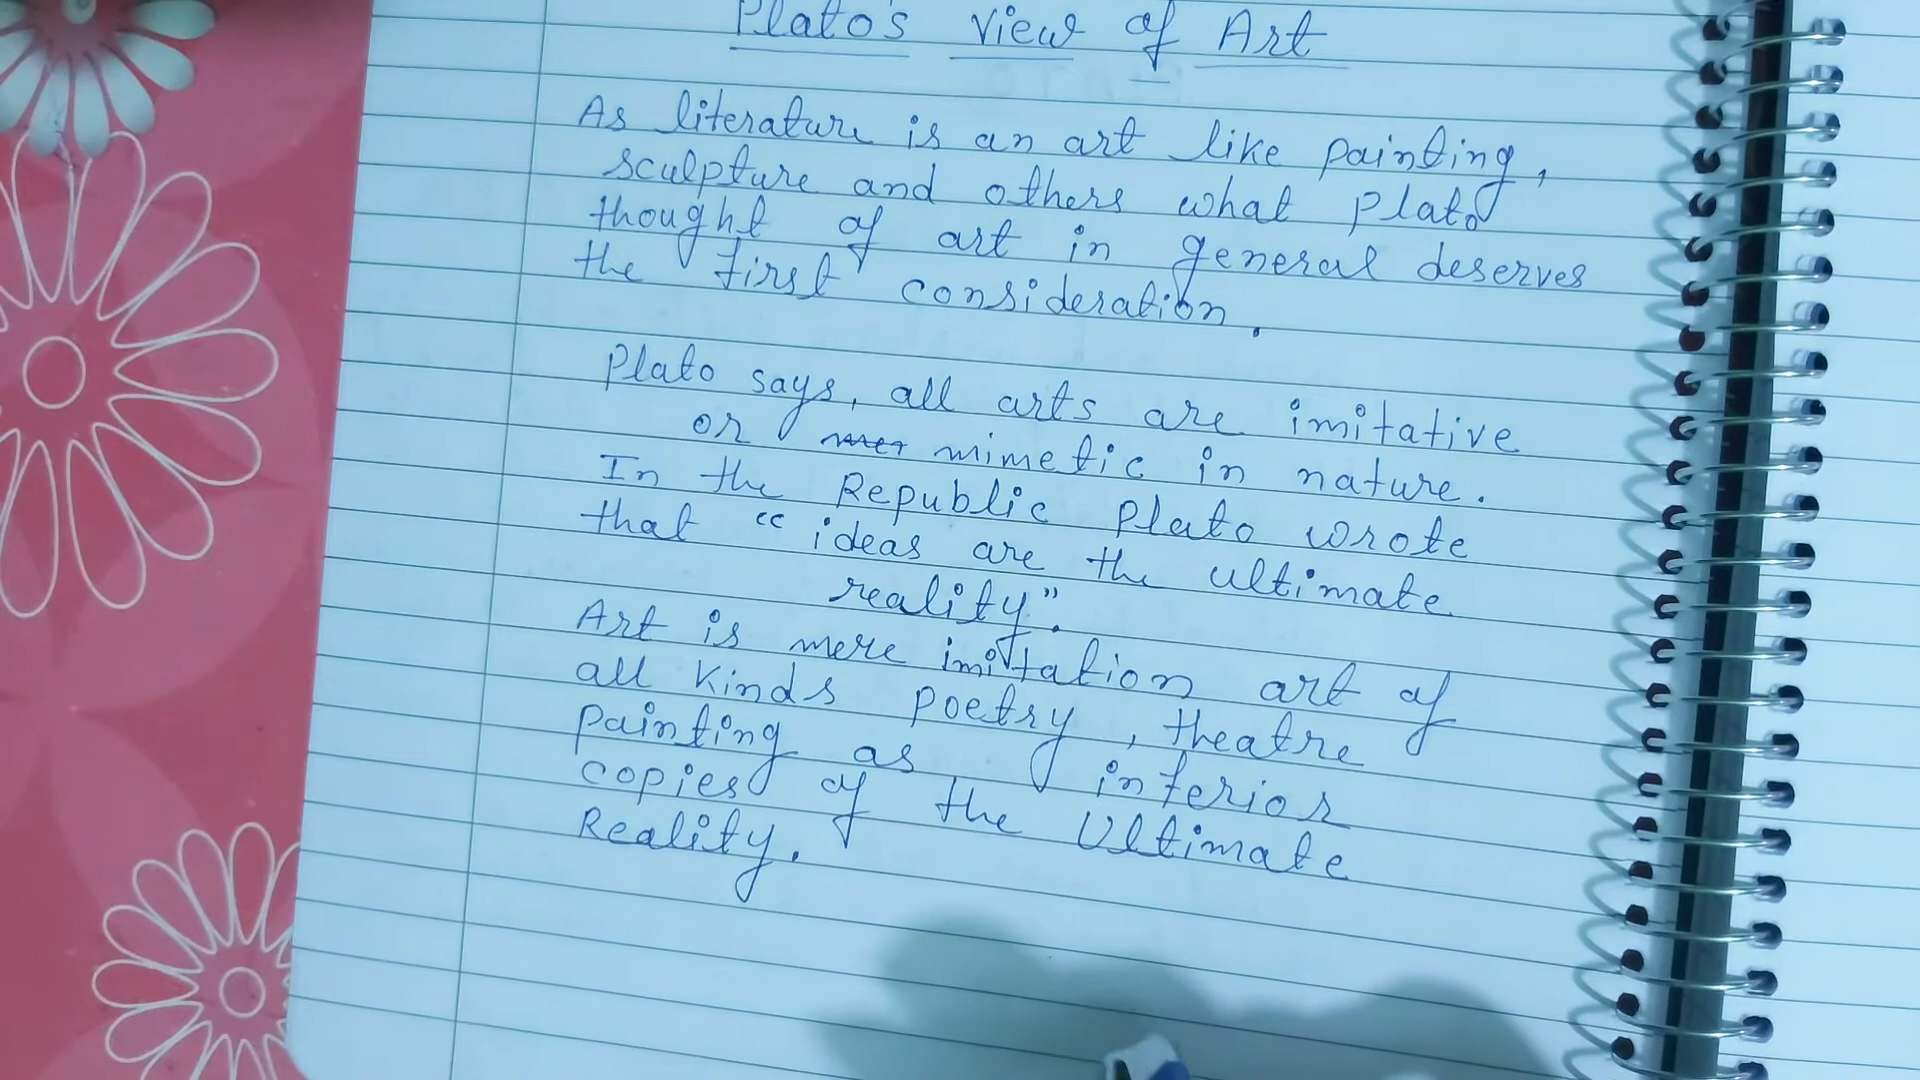 Plato's view of Art
As literature is an art like painting,
sculpture and others what Plato
thought of art in general deserves
the first consideration.
Plato says, all arts are imitative
or mimetic in nature.
In the Republic Plato wrote
that "ideas are the ultimate
reality".
Art is mere imitation art of
all kinds poetry, theatre
painting as inferior
copies of the Ultimate
Reality.